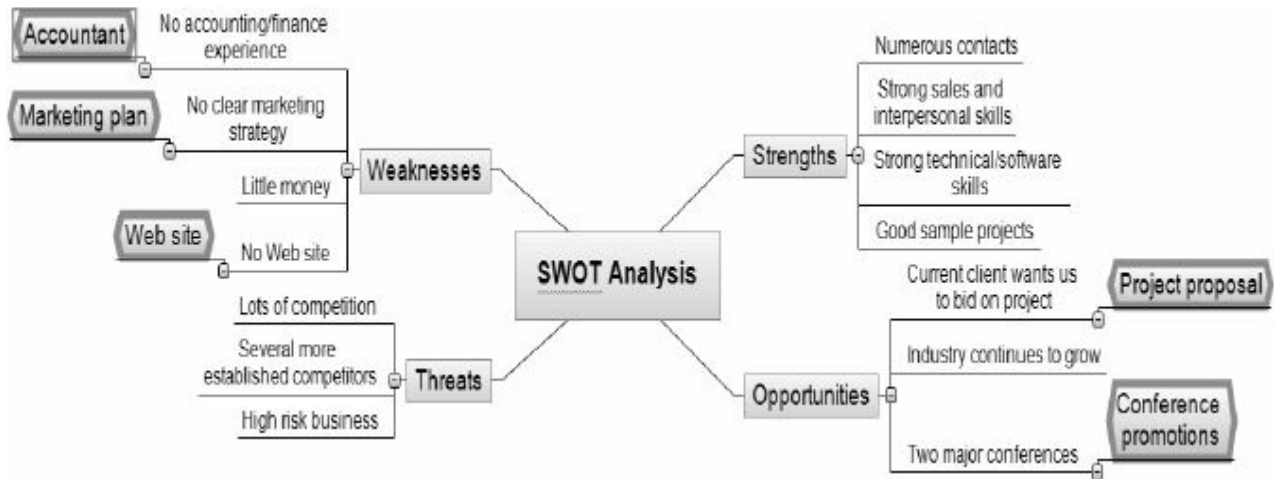 SWOT Analysis
Weaknesses
No accounting/finance
experience
Accountant
No clear marketing
strategy
Marketing plan
Little money
No Web site
Web site
Threats
Lots of competition
Several more
established competitors
High risk business
Strengths
Numerous contacts
Strong sales and
interpersonal skills
Strong technical/software
skills
Good sample projects
Opportunities
Current client wants us
to bid on project
Project proposal
Industry continues to grow
Two major conferences
Conference
promotions